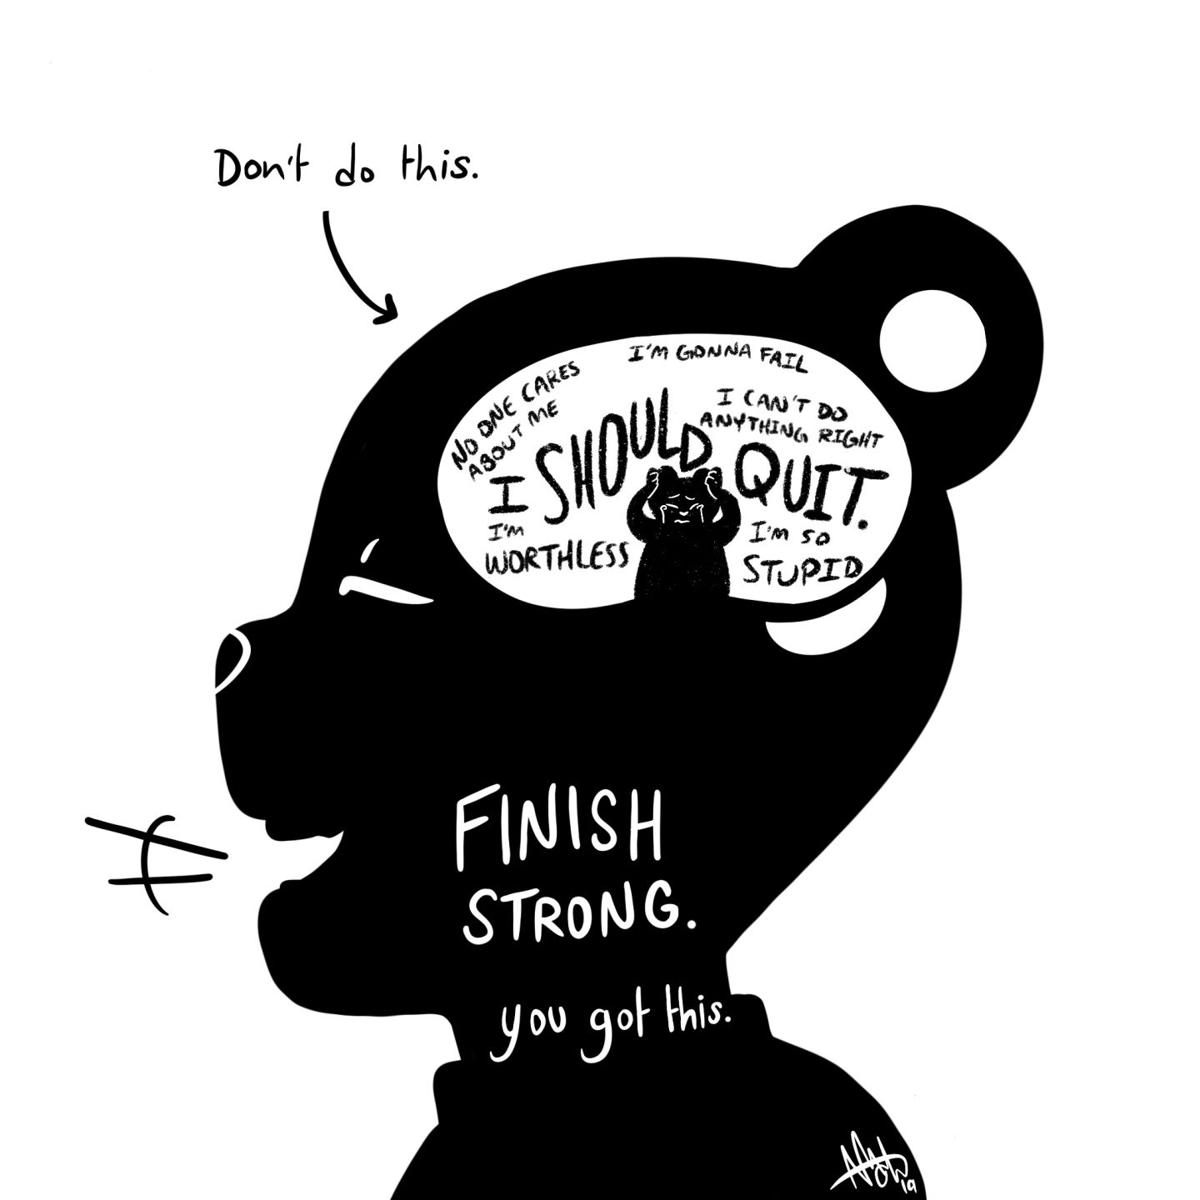 Don't do this.
I'M GONNA FAIL
NO ONE CARES
ABOUT ME
I CAN'T DO
ANYTHING RIGHT
I SHOULD QUIT.
I'M
WORTHLESS
I'M SO
STUPID
FINISH
STRONG.
you got this.
19